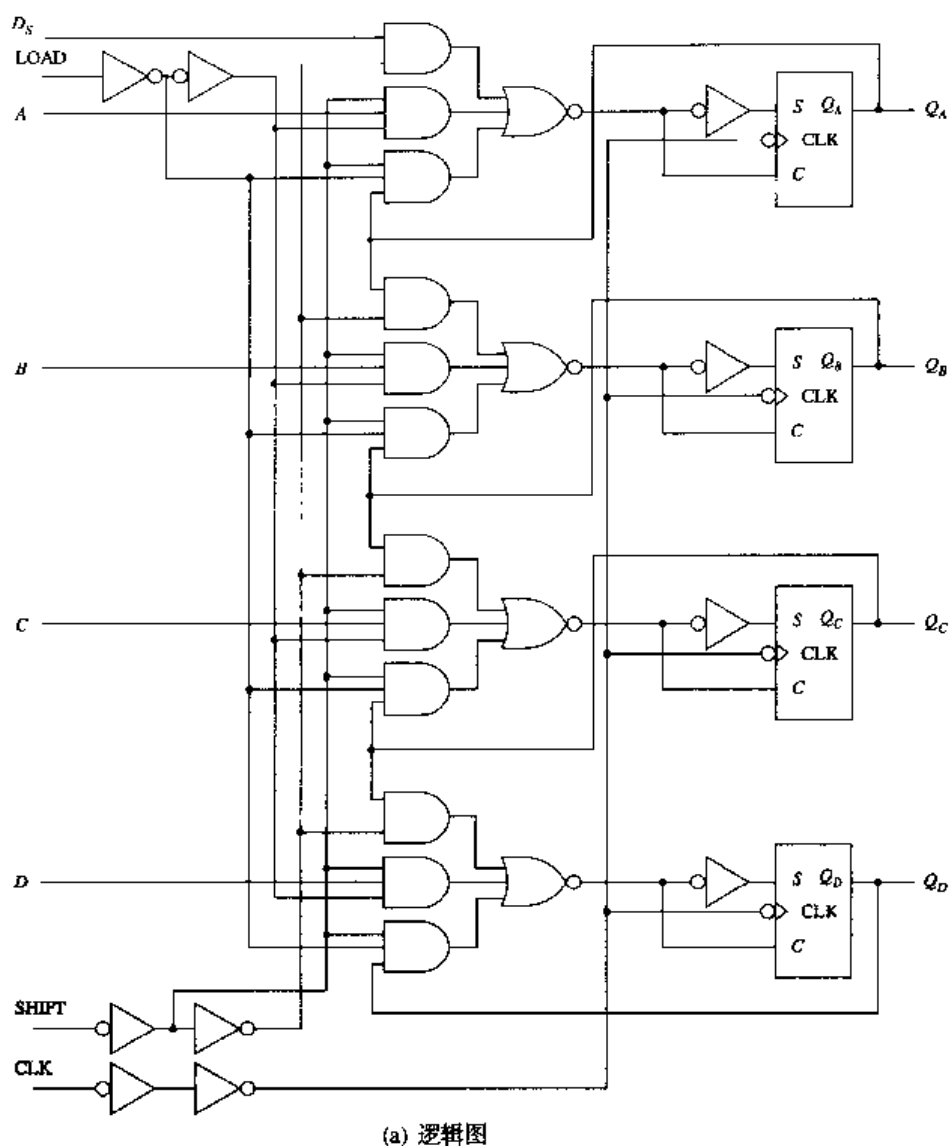 D_S
LOAD
A
S Q_A Q_A
CLK
C
B
S Q_B Q_B
CLK
C
C
S Q_C Q_C
CLK
C
D
S Q_D Q_D
CLK
C
SHIFT
CLK
(a) 逻辑图